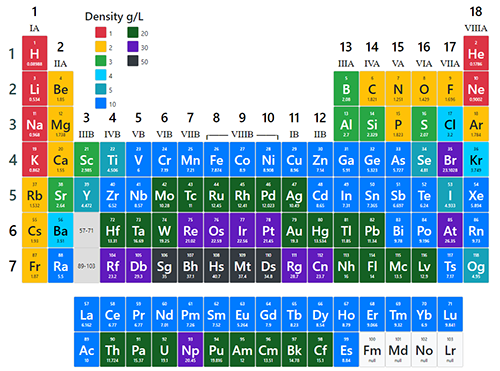 1
18
Density g/L
IA
VIIIA
1 20
2 30
3 50
4
5
10
1
1 2
H He
0.08988 0.1786
2 13 14 15 16 17
IIA IIIA IVA VA VIA VIIA
2
3 4 5 6 7 8 9 10
Li Be B C N O F Ne
0.534 1.85 0.9002
3
11 12 13 14 15 16 17 18
Na Mg Al Si P S Cl Ar
0.968 1.738 2.7 2.329 1.823 2.07 3.2
3 4 5 6 7 8 9 10 11 12
IIIB IVB VB VIB VIIB VIIIB IB IIB
4
19 20 21 22 23 24 25 26 27 28 29 30 31 32 33 34 35 36
K Ca Sc Ti V Cr Mn Fe Co Ni Cu Zn Ga Ge As Se Br Kr
0.862 1.55 2.985 4.506 6 7.19 7.21 7.874 8.9 8.908 8.96 7.14 5.91 5.323 5.727 4.81 23.1028 3.749
5
37 38 39 40 41 42 43 44 45 46 47 48 49 50 51 52 53 54
Rb Sr Y Zr Nb Mo Tc Ru Rh Pd Ag Cd In Sn Sb Te I Xe
1.532 2.64 4.472 6.52 8.57 12.45 12.41 12.023 7.31 7.265 6.697 6.24 4.933 5.894
6
55 56 57-71 72 73 74 75 76 77 78 79 80 81 82 83 84 85 86
Cs Ba Hf Ta W Re Os Ir Pt Au Hg Tl Pb Bi Po At Rn
1.93 3.51 13.31 16.69 19.25 21.02 22.59 22.56 21.45 19.3 13.534 11.85 11.34 9.78 9.196 26.35 9.73
7
87 88 89-103 104 105 106 107 108 109 110 111 112 113 114 115 116 117 118
Fr Ra Rf Db Sg Bh Hs Mt Ds Rg Cn Nh Fl Mc Lv Ts Og
1.87 5.5 23.2 29.3 35 37.1 40.7 37.4 34.8 28.7 23.7 16 14 13.5 12.9 4.95
57 58 59 60 61 62 63 64 65 66 67 68 69 70 71
La Ce Pr Nd Pm Sm Eu Gd Tb Dy Ho Er Tm Yb Lu
6.162 6.77 6.77 7.01 7.26 7.52 5.264 7.9 8.23 8.54 8.79 9.066 9.32 6.9 9.841
89 90 91 92 93 94 95 96 97 98 99 100 101 102 103
Ac Th Pa U Np Pu Am Cm Bk Cf Es Fm Md No Lr
10 11.724 15.37 19.1 20.45 19.816 12 13.51 14.78 15.1 8.84 null null null null